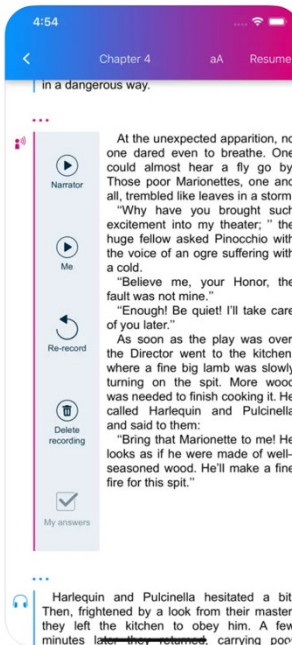 4:54
Chapter 4
aA
Resume
in a dangerous way.
Narrator
Me
Re-record
Delete
recording
My answers
At the unexpected apparition, no
one dared even to breathe. One
could almost hear a fly go by.
Those poor Marionettes, one and
all, trembled like leaves in a storm.
"Why have you brought such
excitement into my theater; " the
huge fellow asked Pinocchio with
the voice of an ogre suffering with
a cold.
"Believe me, your Honor, the
fault was not mine."
"Enough! Be quiet! I'll take care
of you later."
As soon as the play was over,
the Director went to the kitchen,
where a fine big lamb was slowly
turning on the spit. More wood
was needed to finish cooking it. He
called Harlequin and Pulcinella
and said to them:
"Bring that Marionette to me! He
looks as if he were made of well-
seasoned wood. He'll make a fine
fire for this spit."
Harlequin and Pulcinella hesitated a bit.
Then, frightened by a look from their master,
they left the kitchen to obey him. A few
minutes later they returned, carrying poor